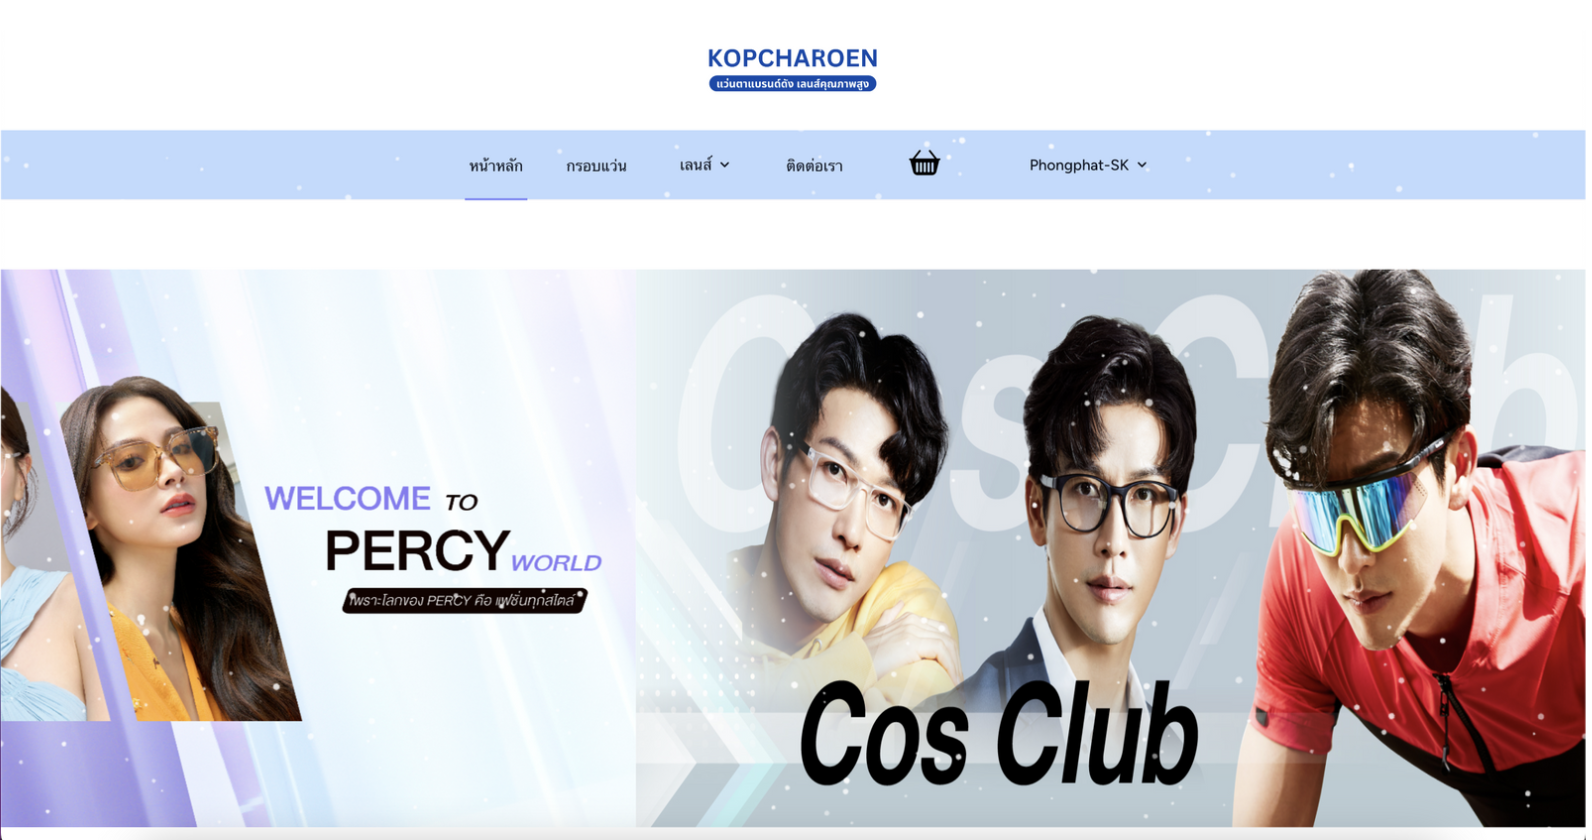 KOPCHAROEN
แว่นตาแบรนด์ดัง เลนส์คุณภาพสูง
หน้าหลัก กรอบแว่น เลนส์ ติดต่อเรา Phongphat-SK
WELCOME TO
PERCY WORLD
เพราะโลกของ PERCY คือ แฟชั่นทุกสไตล์
Cos Club
Cos Club